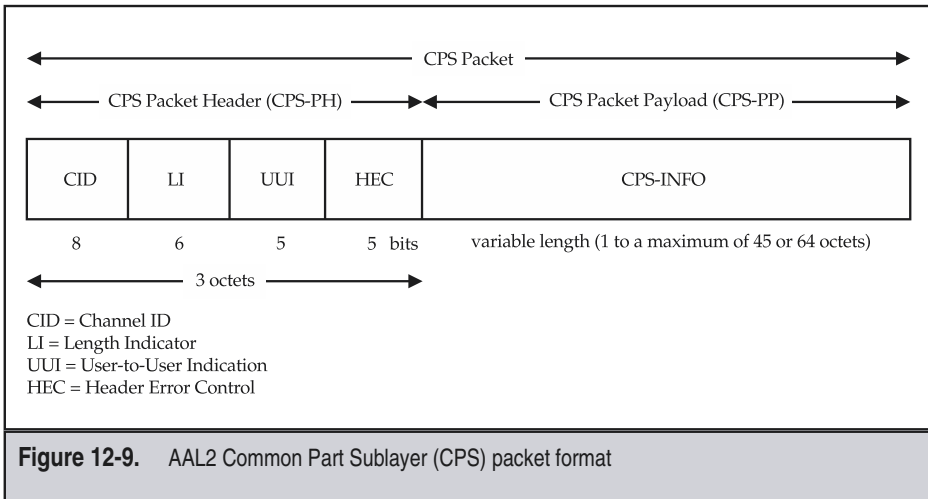 CPS Packet
CPS Packet Header (CPS-PH) CPS Packet Payload (CPS-PP)
CID LI UUI HEC CPS-INFO
8 6 5 5 bits variable length (1 to a maximum of 45 or 64 octets)
3 octets
CID = Channel ID
LI = Length Indicator
UUI = User-to-User Indication
HEC = Header Error Control
Figure 12-9. AAL2 Common Part Sublayer (CPS) packet format